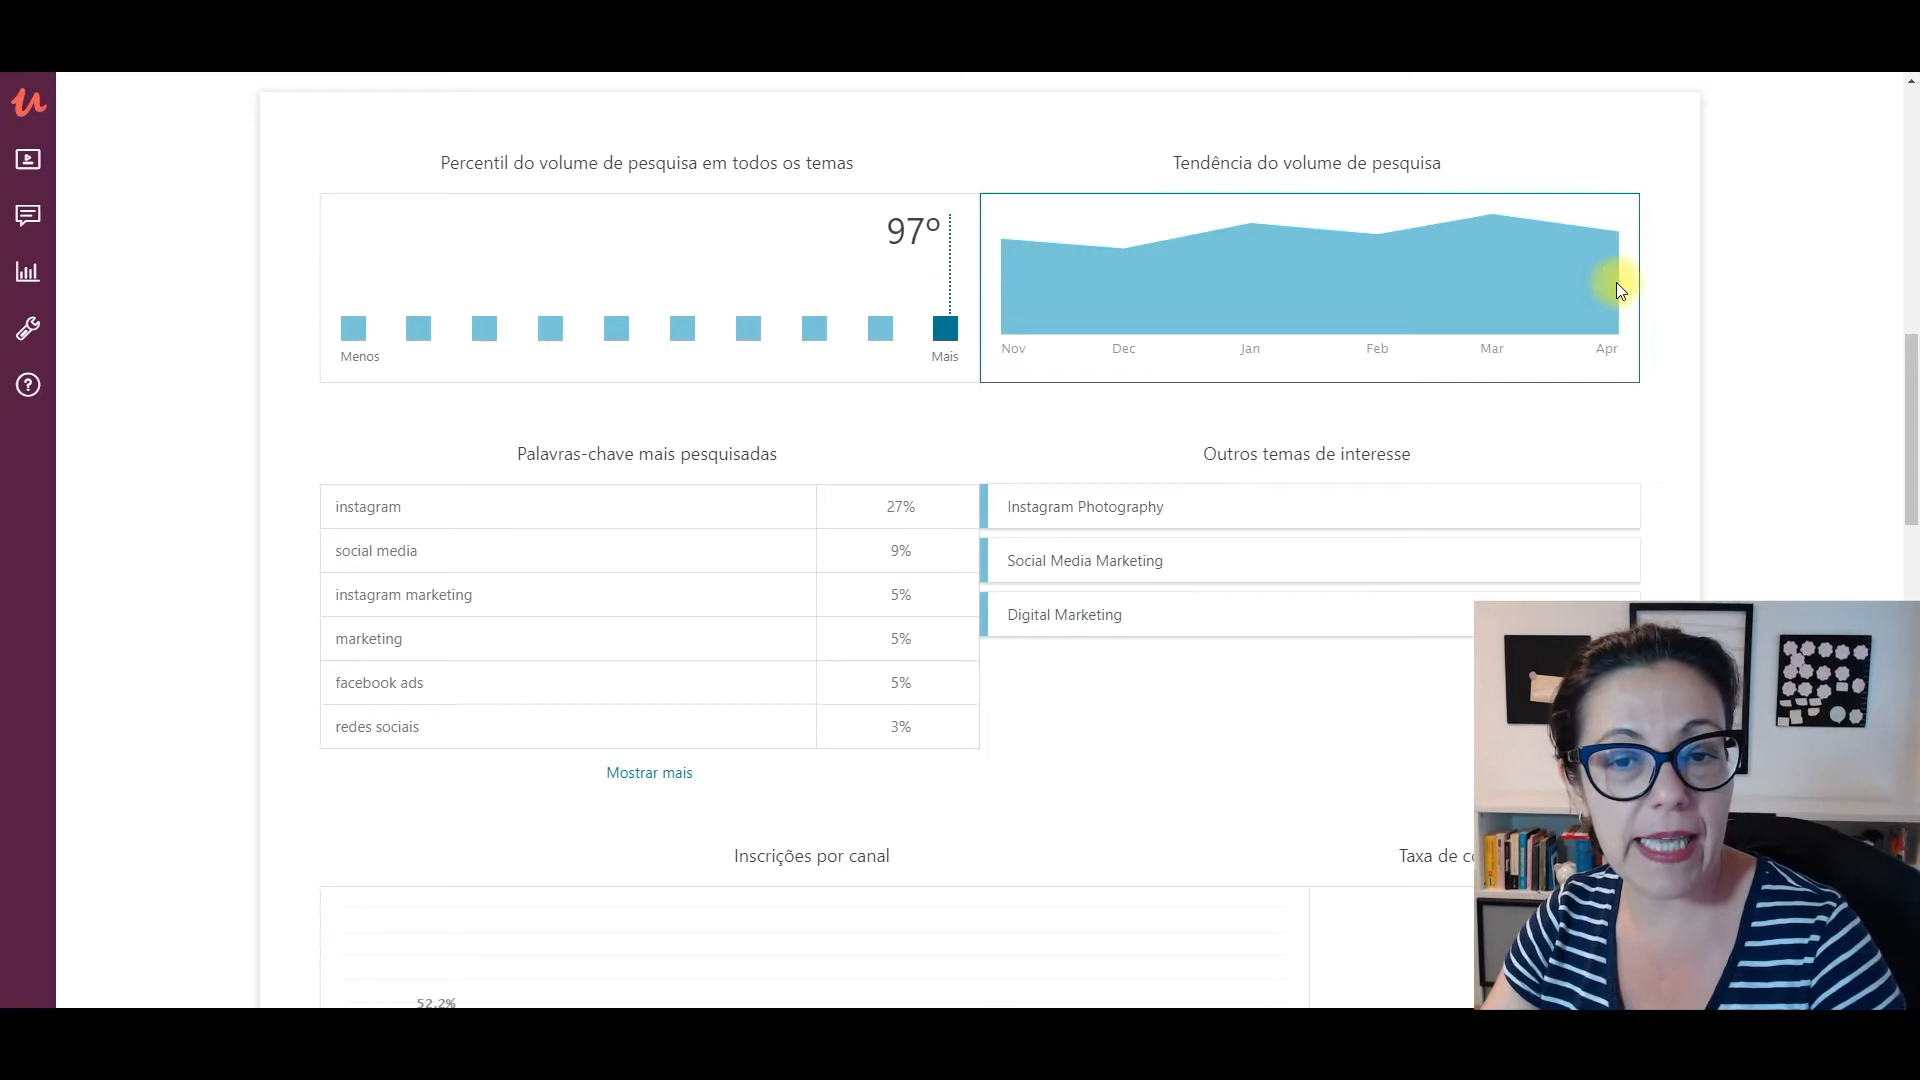 Percentil do volume de pesquisa em todos os temas
Tendência do volume de pesquisa
97º
Menos
Mais
Nov
Dec
Jan
Feb
Mar
Apr
Palavras-chave mais pesquisadas
instagram 27%
social media 9%
instagram marketing 5%
marketing 5%
facebook ads 5%
redes sociais 3%
Mostrar mais
Outros temas de interesse
Instagram Photography
Social Media Marketing
Digital Marketing
Inscrições por canal
Taxa de
52.2%